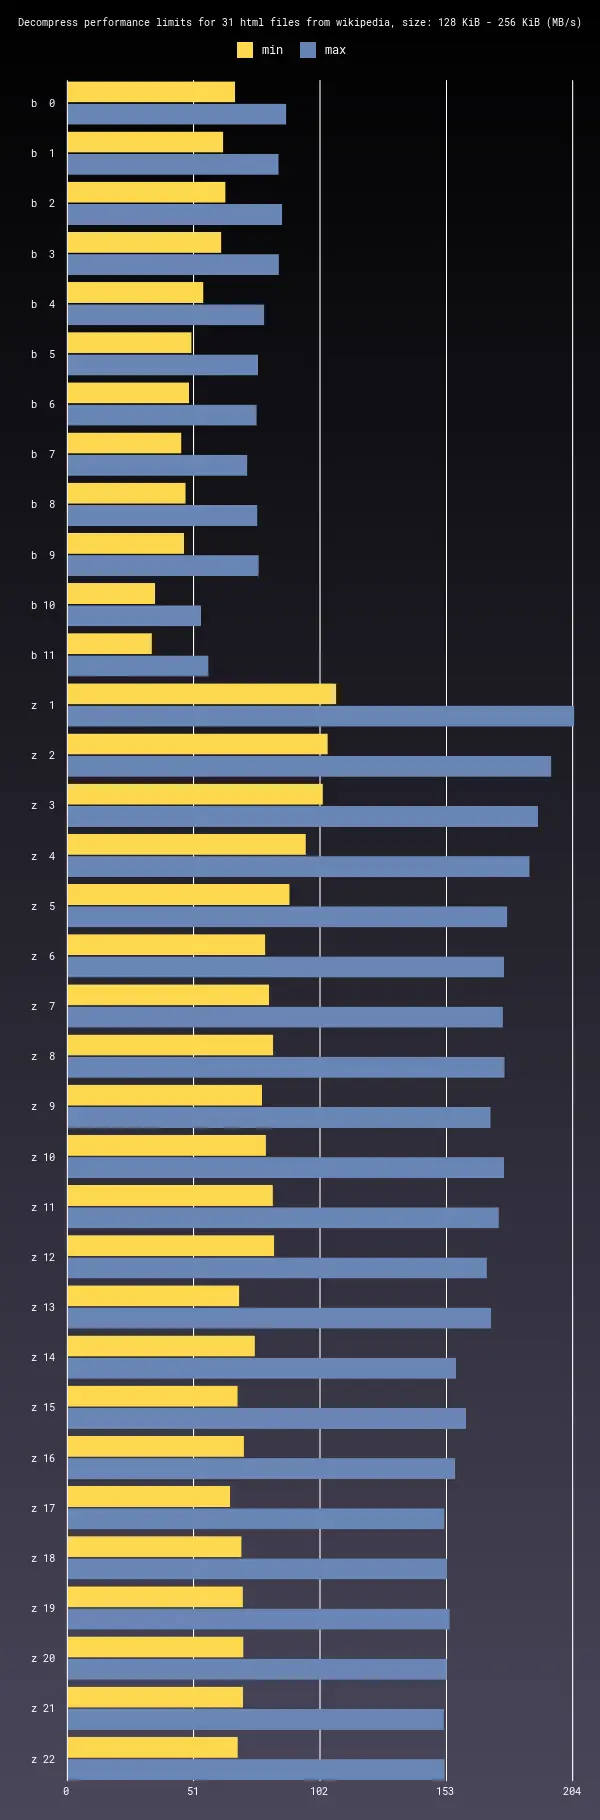 Decompress performance limits for 31 html files from wikipedia, size: 128 KiB - 256 KiB (MB/s)
min max
b 0
b 1
b 2
b 3
b 4
b 5
b 6
b 7
b 8
b 9
b 10
b 11
z 1
z 2
z 3
z 4
z 5
z 6
z 7
z 8
z 9
z 10
z 11
z 12
z 13
z 14
z 15
z 16
z 17
z 18
z 19
z 20
z 21
z 22
0 51 102 153 204